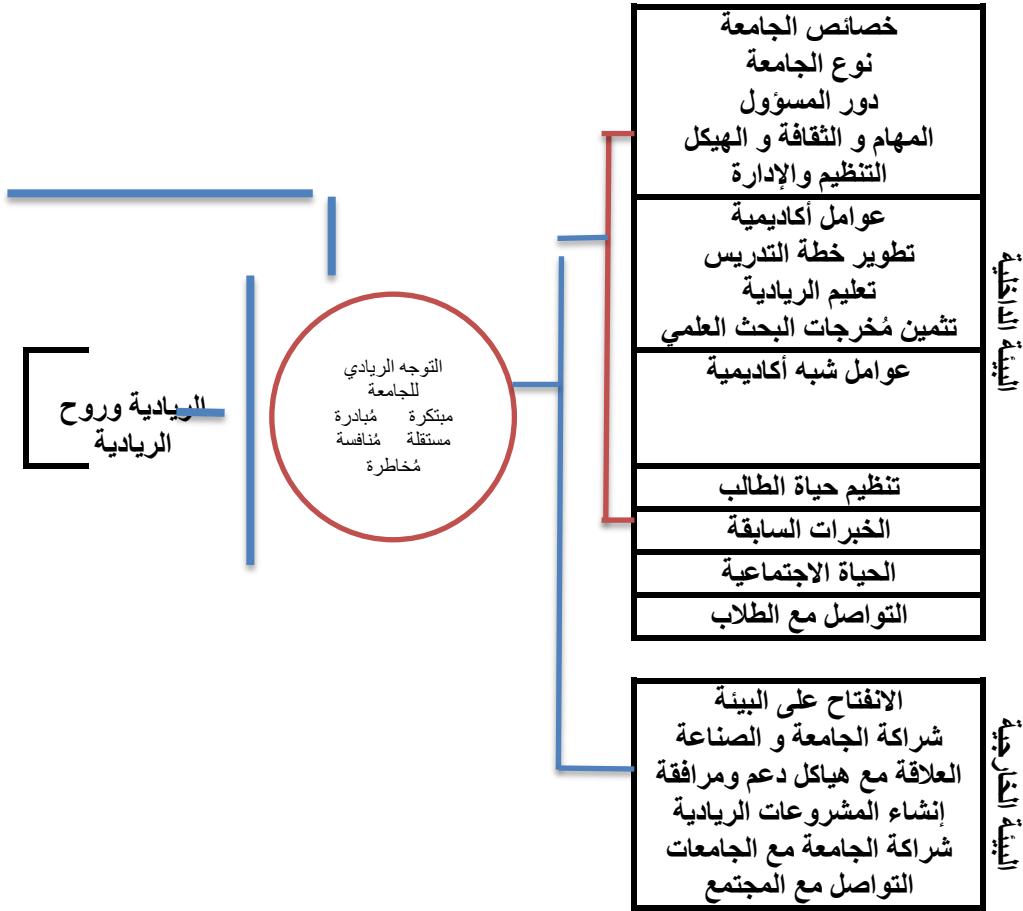 خصائص الجامعة
نوع الجامعة
دور المسؤول
المهام و الثقافة و الهيكل
التنظيم والإدارة
عوامل أكاديمية
تطوير خطة التدريس
تعليم الريادية
تثمين مُخرجات البحث العلمي
عوامل شبه أكاديمية
تنظيم حياة الطالب
الخبرات السابقة
الحياة الاجتماعية
التواصل مع الطلاب
البيئة الداخلية
الانفتاح على البيئة
شراكة الجامعة و الصناعة
العلاقة مع هياكل دعم ومرافقة
إنشاء المشروعات الريادية
شراكة الجامعة مع الجامعات
التواصل مع المجتمع
البيئة الخارجية
التوجه الريادي
للجامعة
مبتكرة مُبادرة
مستقلة مُنافسة
مُخاطرة
الريادية وروح
الريادية